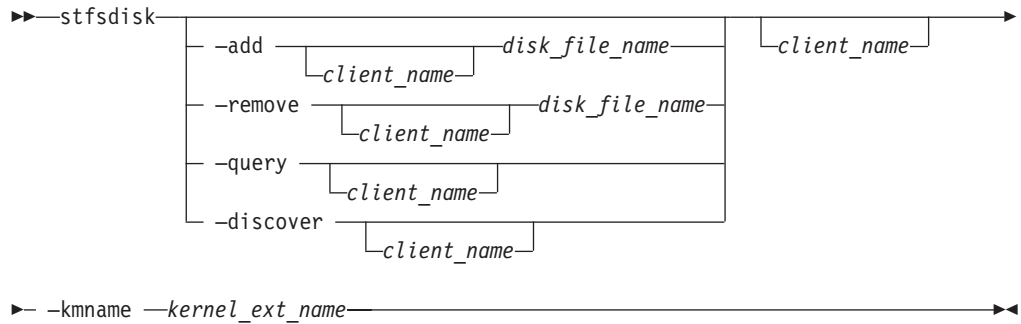 stfsdisk
–add client_name disk_file_name client_name
–remove client_name disk_file_name
–query client_name
–discover client_name
–kmname kernel_ext_name